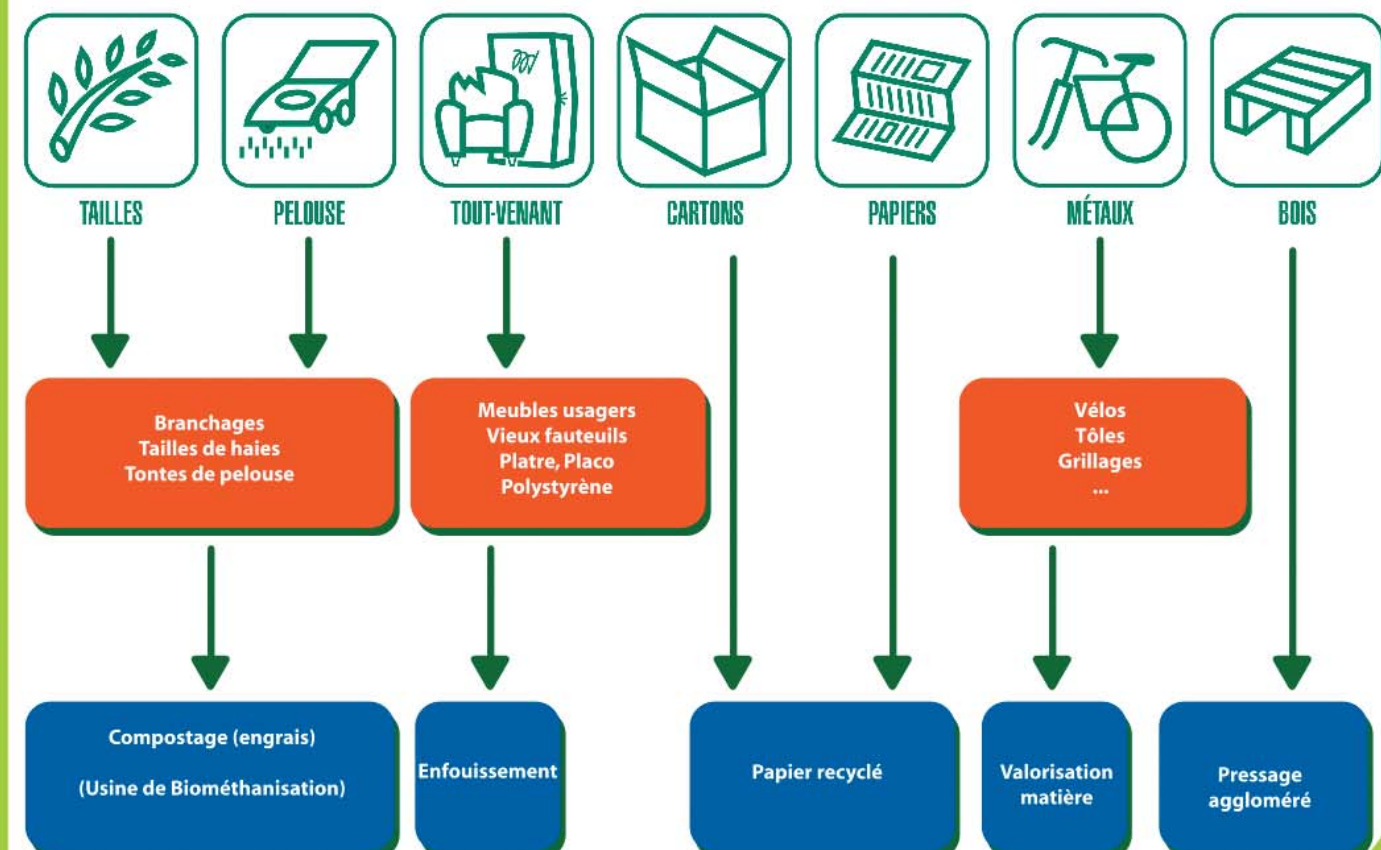 TAILLES
PELOUSE
TOUT-VENANT
CARTONS
PAPIERS
MÉTAUX
BOIS
Branchages
Tailles de haies
Tontes de pelouse
Meubles usagers
Vieux fauteuils
Platre, Placo
Polystyrène
Vélos
Tôles
Grillages
...
Compostage (engrais)
(Usine de Biométhanisation)
Enfouissement
Papier recyclé
Valorisation
matière
Pressage
aggloméré